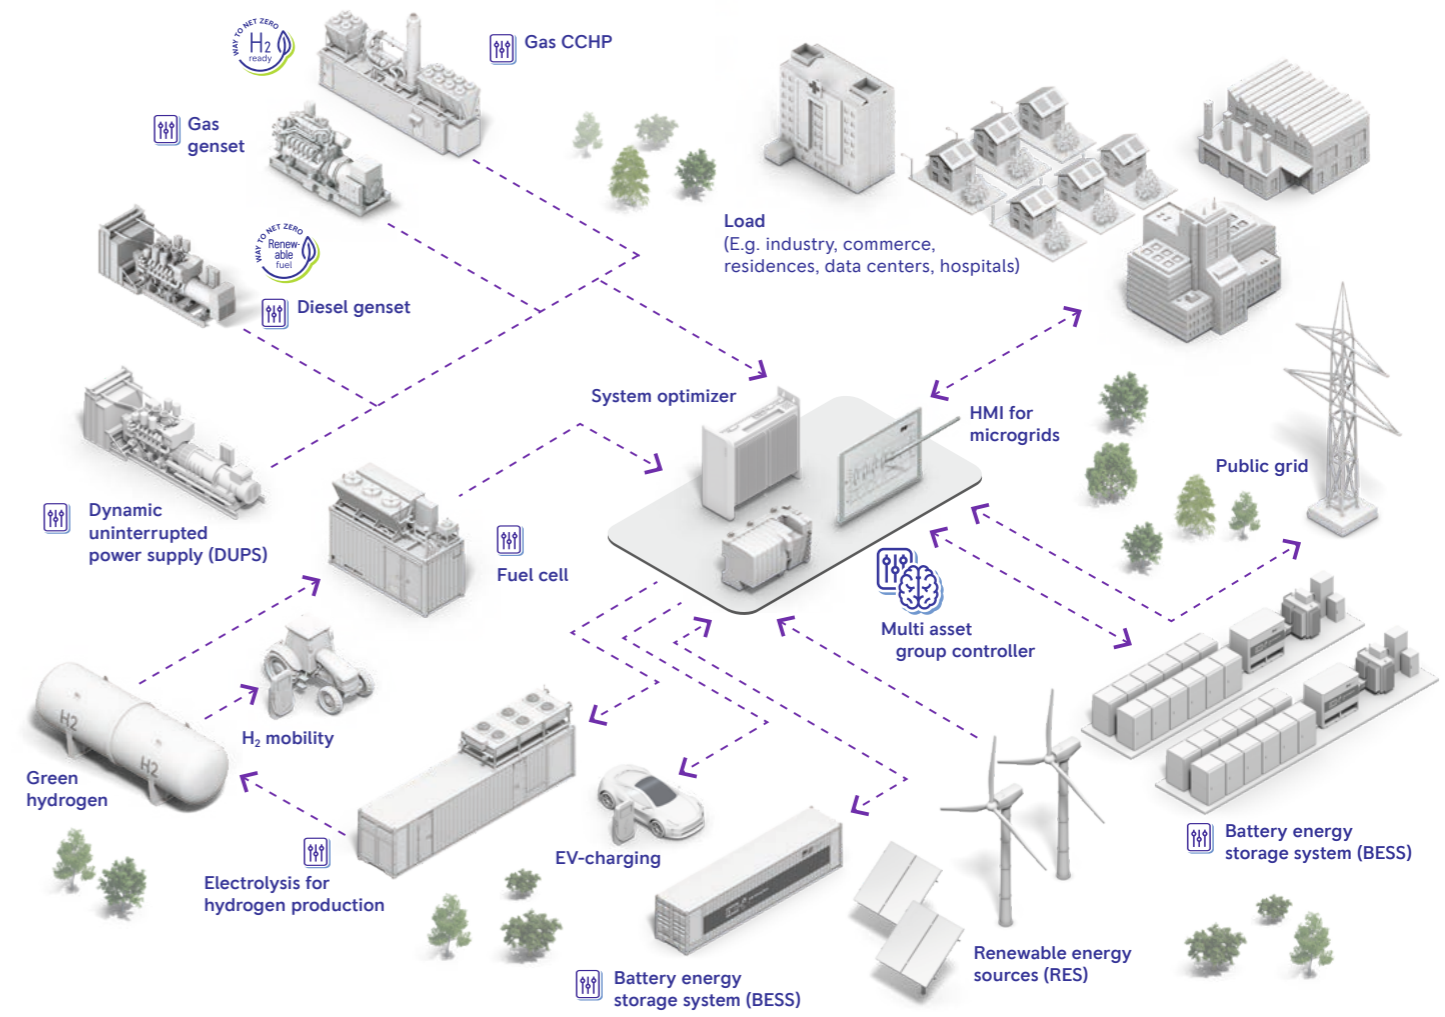 WAY TO NET ZERO
H2
ready
Gas CCHP
Gas
genset
WAY TO NET ZERO
Renew-
able
fuel
Diesel genset
Load
(E.g. industry, commerce,
residences, data centers, hospitals)
System optimizer
HMI for
microgrids
Public grid
Dynamic
uninterrupted
power supply (DUPS)
Fuel cell
Multi asset
group controller
H2
H2
H₂ mobility
Green
hydrogen
Electrolysis for
hydrogen production
EV-charging
Battery energy
storage system (BESS)
Renewable energy
sources (RES)
Battery energy
storage system (BESS)